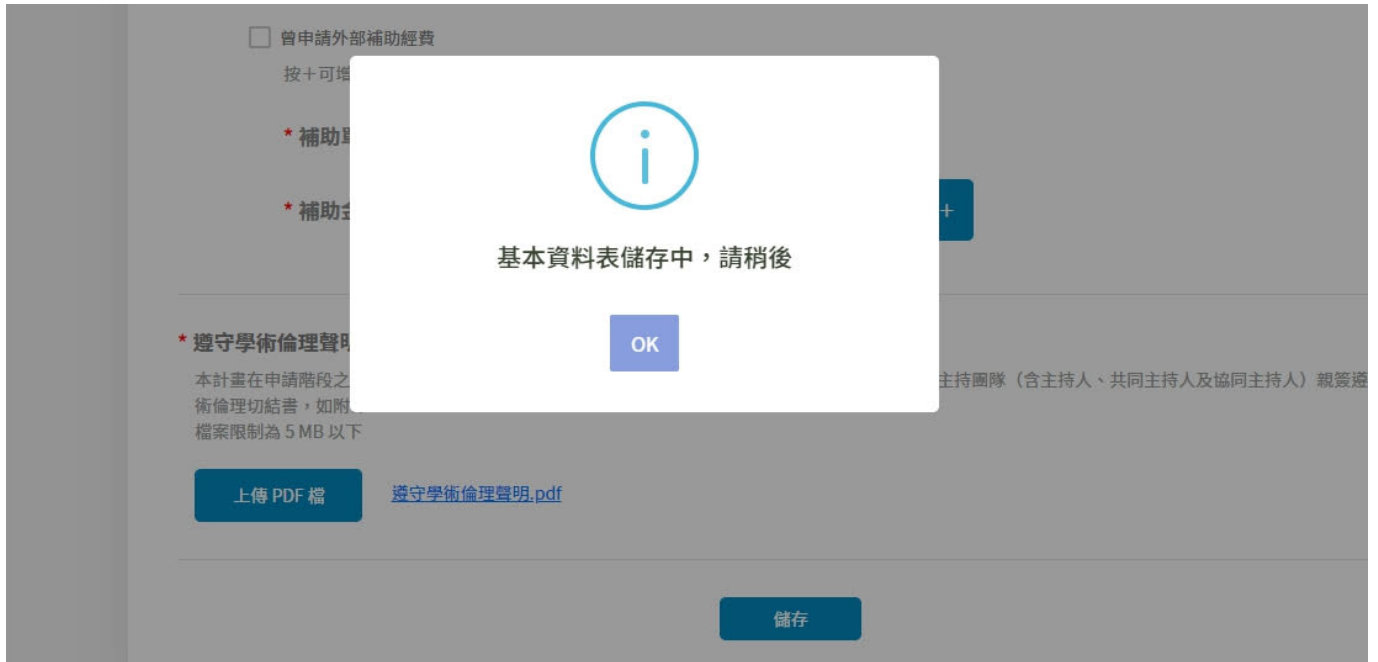 曾申請外部補助經費
按＋可增
* 補助
* 補助金
+
基本資料表儲存中，請稍後
OK
* 遵守學術倫理聲明
本計畫在申請階段之
主持團隊（含主持人、共同主持人及協同主持人）親簽遵
術倫理切結書，如附
檔案限制為 5 MB 以下
上傳 PDF 檔
遵守學術倫理聲明.pdf
儲存